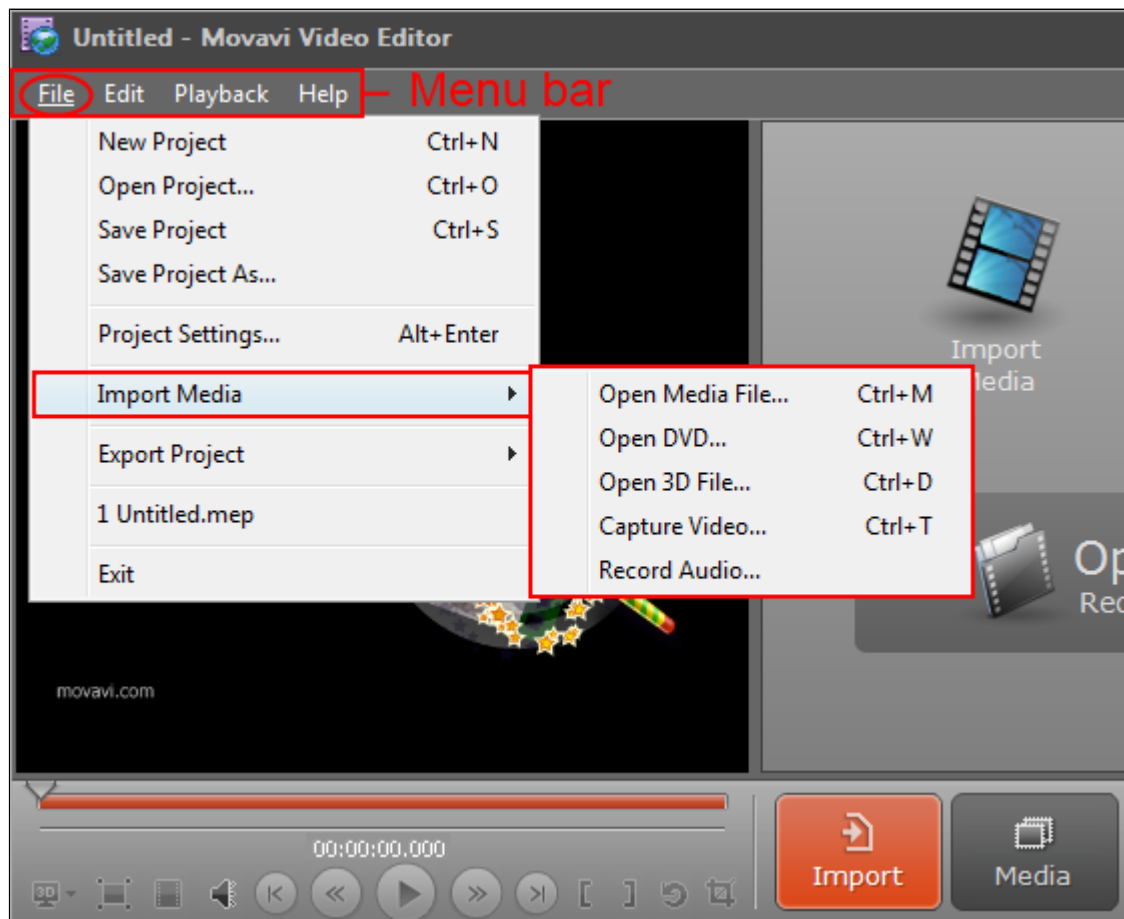 Untitled - Movavi Video Editor
File Edit Playback Help – Menu bar
New Project Ctrl+N
Open Project... Ctrl+O
Save Project Ctrl+S
Save Project As...
Project Settings... Alt+Enter
Import Media
Export Project
1 Untitled.mep
Exit
Open Media File... Ctrl+M
Open DVD... Ctrl+W
Open 3D File... Ctrl+D
Capture Video... Ctrl+T
Record Audio...
Import
movavi.com
00:00:00.000
3D
Import
Media